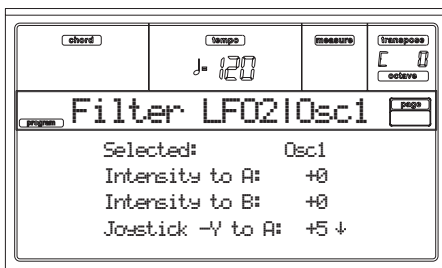 chord tempo measure transpose
♩= 120 C 0
octave
program Filter LFO2|Osc1 page
Selected: Osc1
Intensity to A: +0
Intensity to B: +0
Joystick -Y to A: +5 ↓